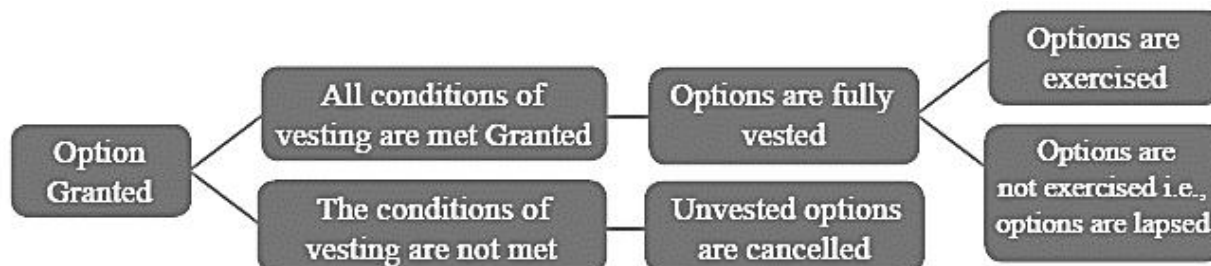 Option
Granted
All conditions of
vesting are met Granted
The conditions of
vesting are not met
Options are fully
vested
Unvested options
are cancelled
Options are
exercised
Options are
not exercised i.e.,
options are lapsed